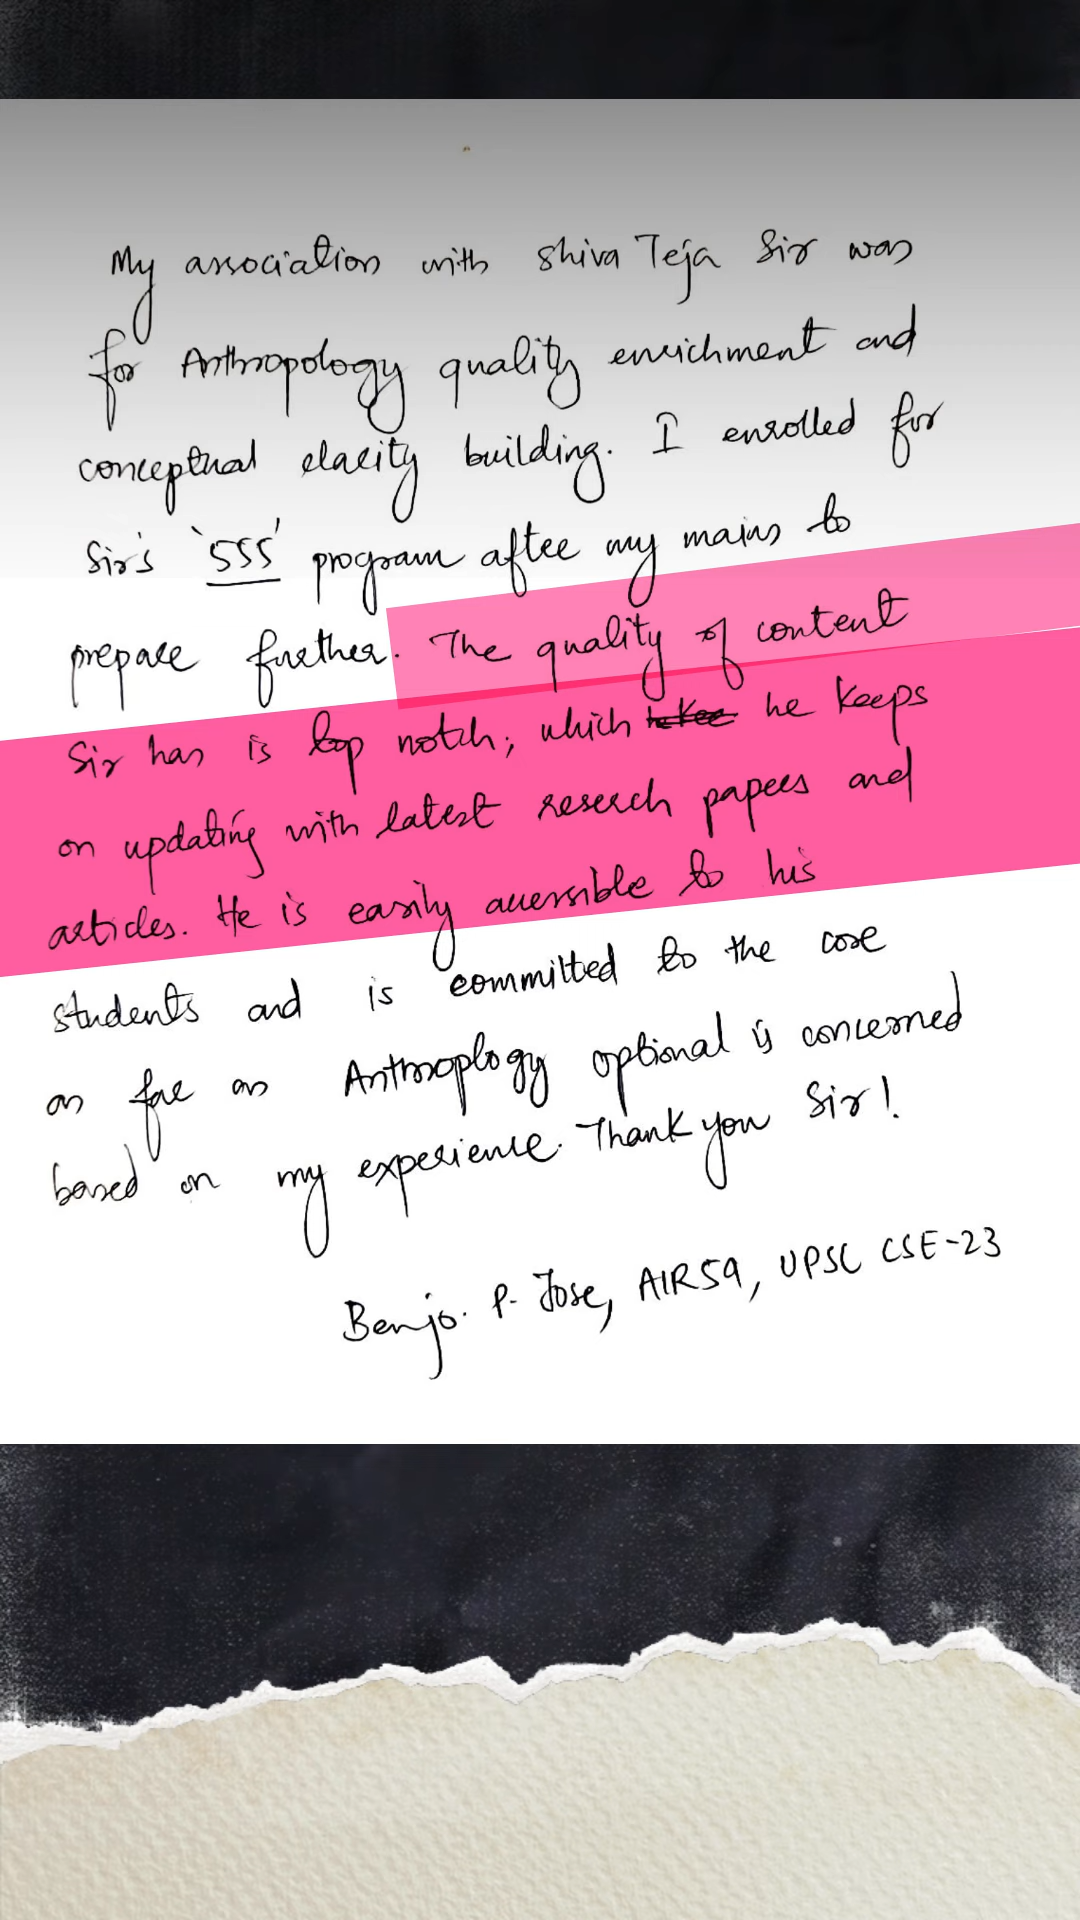 My association with Shiva Teja Sir was
for Anthropology quality enrichment and
conceptual clarity building. I enrolled for
Sir's '555' program after my mains to
prepare further. The quality of content
Sir has is top notch, which he keeps
on updating with latest reserch papers and
articles. He is easily accessible to his
students and is committed to the core
as far as Anthroplogy optional is concerned
based on my experience. Thank you Sir!
Benjo. P. Jose, AIR59, UPSC CSE-23